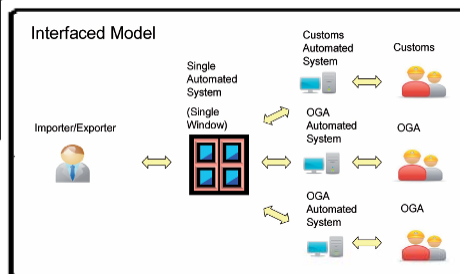 Interfaced Model
Customs
Automated
System
Customs
Single
Automated
System
(Single
Window)
Importer/Exporter
OGA
Automated
System
OGA
OGA
Automated
System
OGA